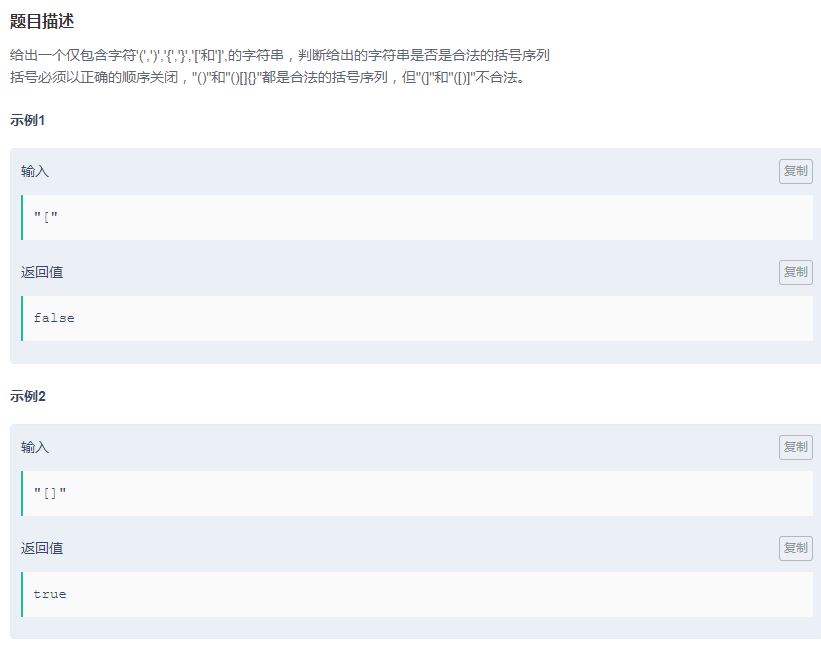 题目描述
给出一个仅包含字符'(',')','{','}','['和']',的字符串，判断给出的字符串是否是合法的括号序列
括号必须以正确的顺序关闭，"()"和"()[]{}"都是合法的括号序列，但"(]"和"([)]"不合法。
示例1
输入
复制
"["
返回值
复制
false
示例2
输入
复制
"[]"
返回值
复制
true